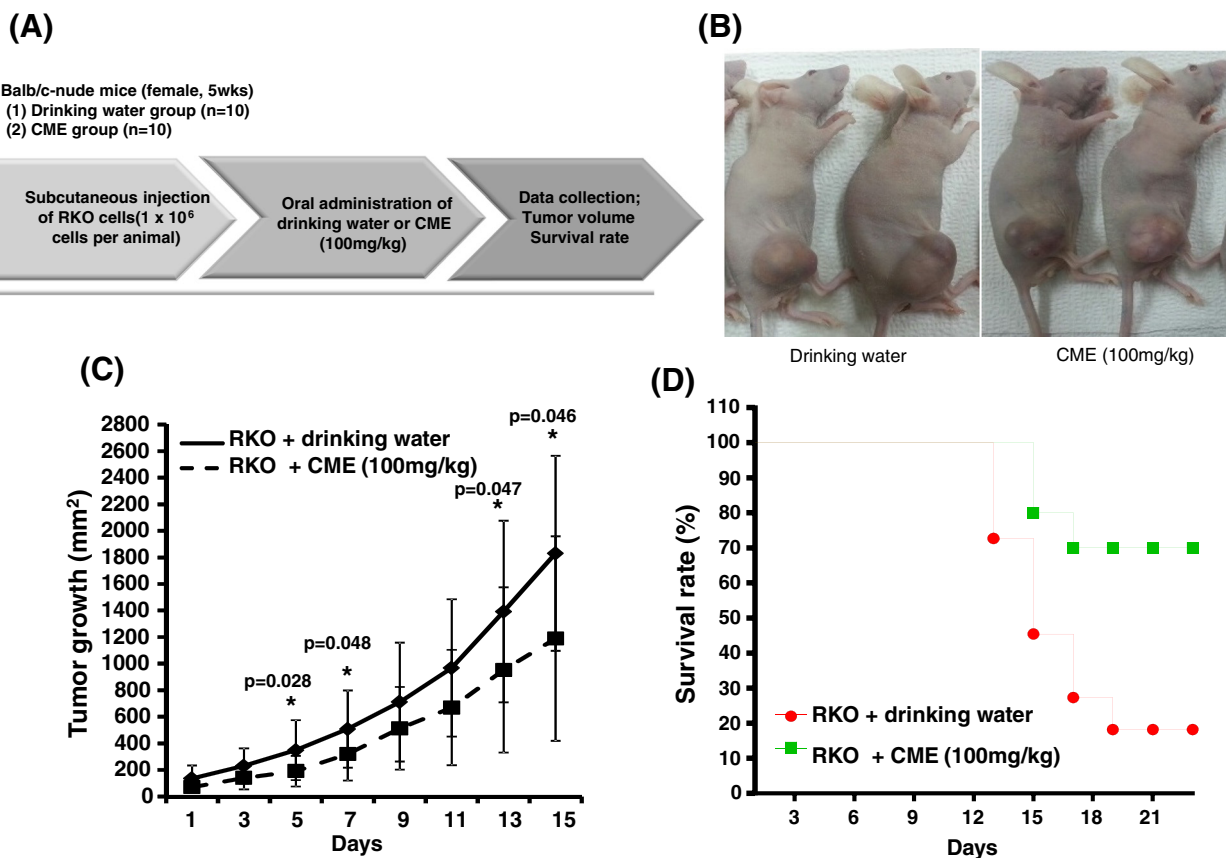 (A)
Balb/c-nude mice (female, 5wks)
(1) Drinking water group (n=10)
(2) CME group (n=10)
Subcutaneous injection
of RKO cells(1 x 10⁶
cells per animal)
Oral administration of
drinking water or CME
(100mg/kg)
Data collection;
Tumor volume
Survival rate
(B)
Drinking water
CME (100mg/kg)
(C)
Tumor growth (mm²)
2800
2600
2400
2200
2000
1800
1600
1400
1200
1000
800
600
400
200
0
RKO + drinking water
RKO + CME (100mg/kg)
p=0.028
*
p=0.048
*
p=0.047
*
p=0.046
*
1 3 5 7 9 11 13 15
Days
(D)
Survival rate (%)
110
100
90
80
70
60
50
40
30
20
10
0
RKO + drinking water
RKO + CME (100mg/kg)
3 6 9 12 15 18 21
Days